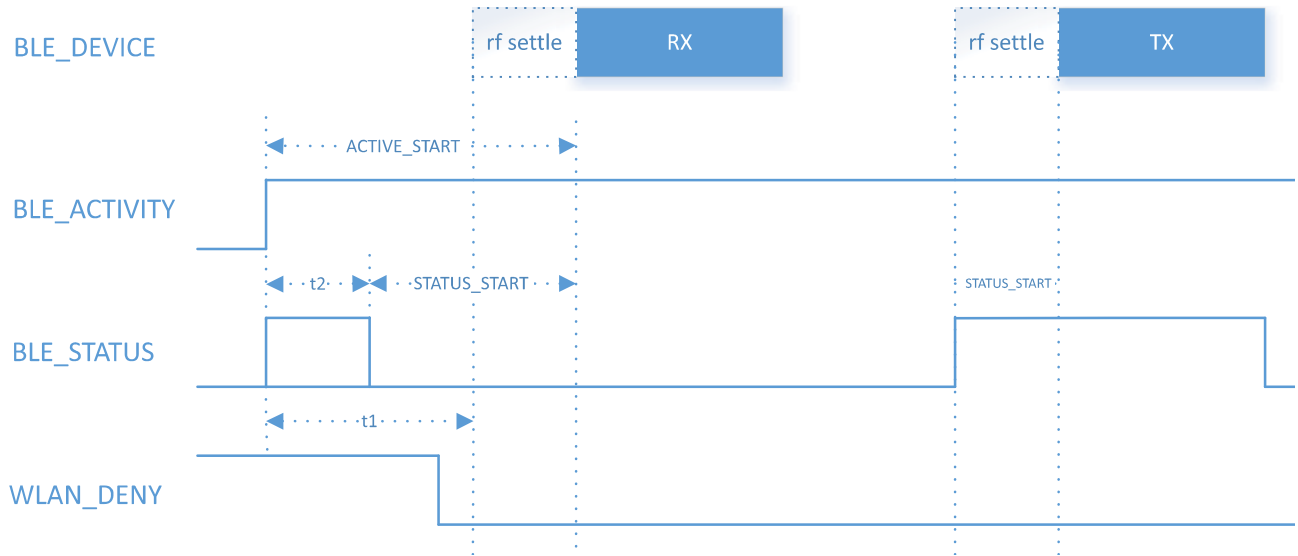 BLE_DEVICE
rf settle
RX
rf settle
TX
ACTIVE_START
BLE_ACTIVITY
t2
STATUS_START
STATUS_START
BLE_STATUS
t1
WLAN_DENY